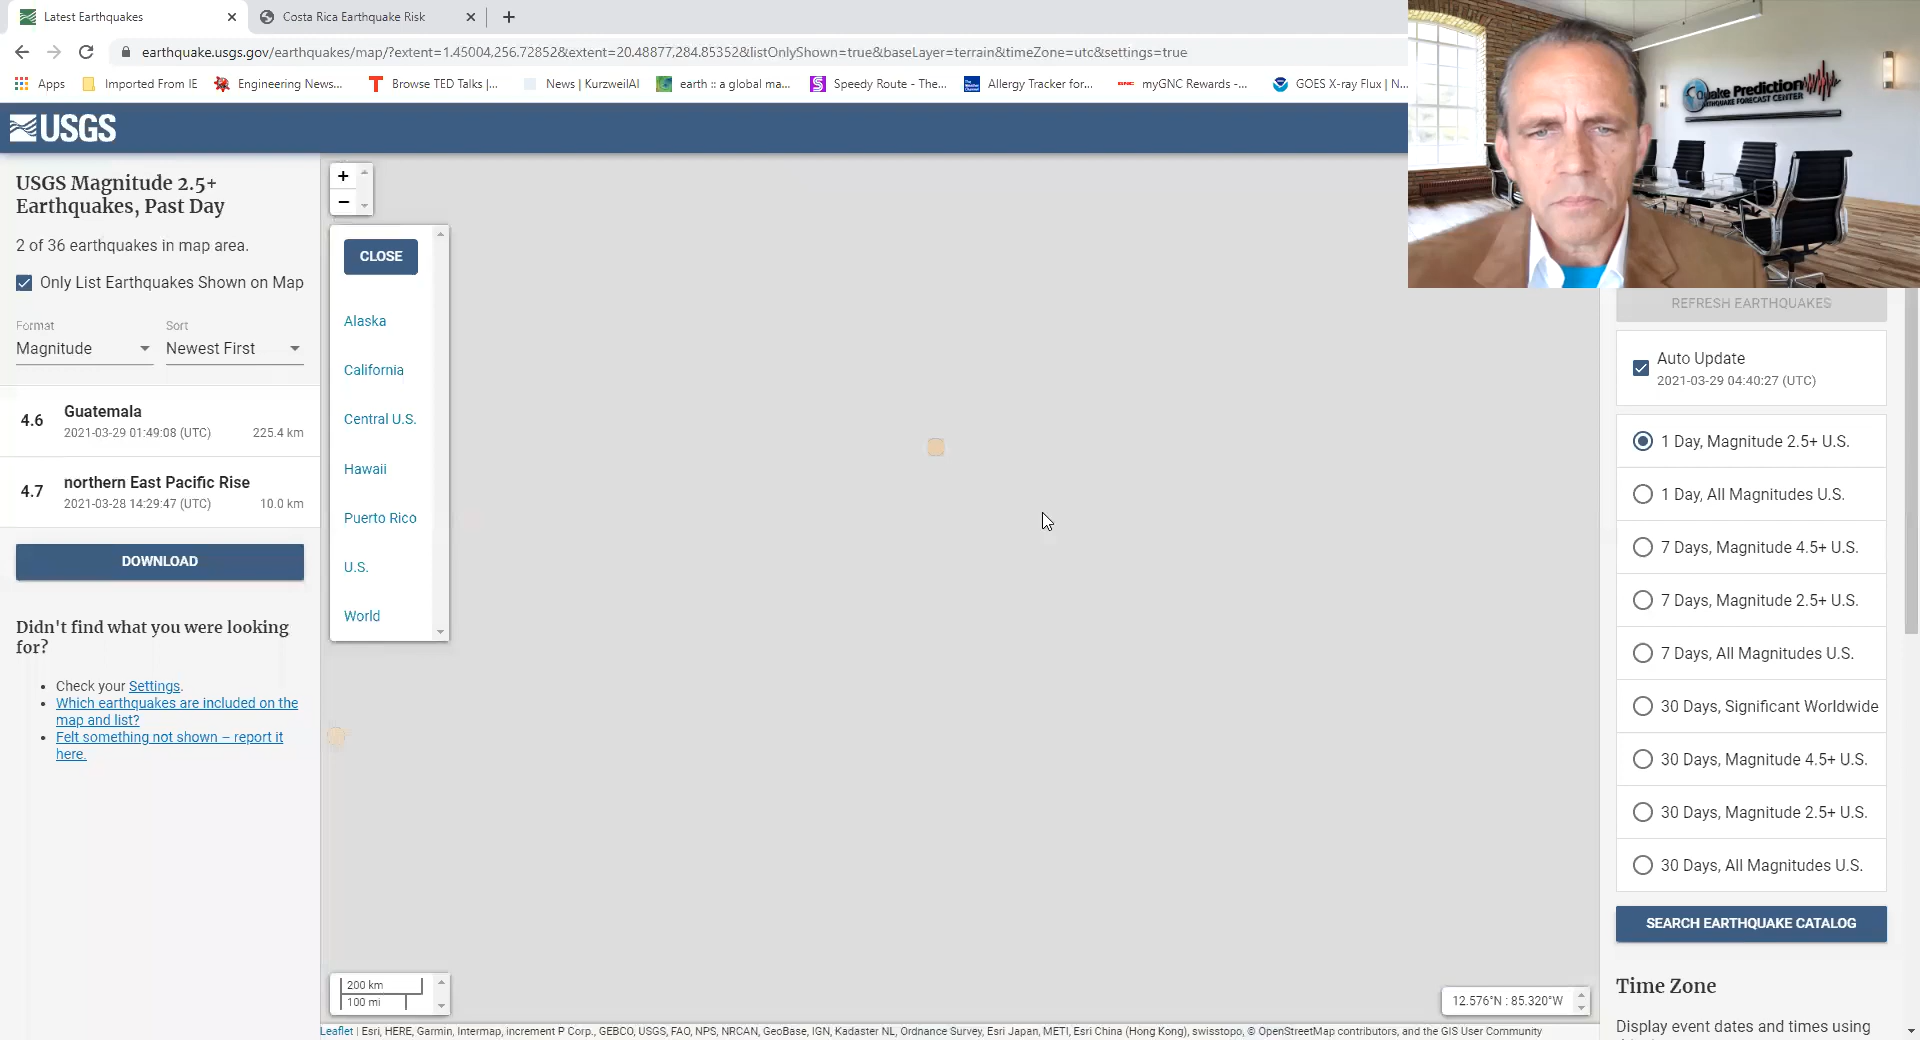 Latest Earthquakes
Costa Rica Earthquake Risk
earthquake.usgs.gov/earthquakes/map/?extent=1.45004,256.72852&extent=20.48877,284.85352&listOnlyShown=true&baseLayer=terrain&timeZone=utc&settings=true
Apps
Imported From IE
Engineering News...
Browse TED Talks |...
News | KurzweilAI
earth :: a global ma...
Speedy Route - The...
Allergy Tracker for...
myGNC Rewards -...
GOES X-ray Flux | N...
USGS
Quake Prediction
EARTHQUAKE FORECAST CENTER
USGS Magnitude 2.5+
Earthquakes, Past Day
2 of 36 earthquakes in map area.
Only List Earthquakes Shown on Map
Format
Sort
Magnitude
Newest First
4.6
Guatemala
2021-03-29 01:49:08 (UTC)
225.4 km
4.7
northern East Pacific Rise
2021-03-28 14:29:47 (UTC)
10.0 km
DOWNLOAD
Didn't find what you were looking
for?
Check your Settings.
Which earthquakes are included on the
map and list?
Felt something not shown – report it
here.
+
−
CLOSE
Alaska
California
Central U.S.
Hawaii
Puerto Rico
U.S.
World
200 km
100 mi
12.576°N : 85.320°W
Leaflet | Esri, HERE, Garmin, Intermap, increment P Corp., GEBCO, USGS, FAO, NPS, NRCAN, GeoBase, IGN, Kadaster NL, Ordnance Survey, Esri Japan, METI, Esri China (Hong Kong), swisstopo, © OpenStreetMap contributors, and the GIS User Community
REFRESH EARTHQUAKES
Auto Update
2021-03-29 04:40:27 (UTC)
1 Day, Magnitude 2.5+ U.S.
1 Day, All Magnitudes U.S.
7 Days, Magnitude 4.5+ U.S.
7 Days, Magnitude 2.5+ U.S.
7 Days, All Magnitudes U.S.
30 Days, Significant Worldwide
30 Days, Magnitude 4.5+ U.S.
30 Days, Magnitude 2.5+ U.S.
30 Days, All Magnitudes U.S.
SEARCH EARTHQUAKE CATALOG
Time Zone
Display event dates and times using